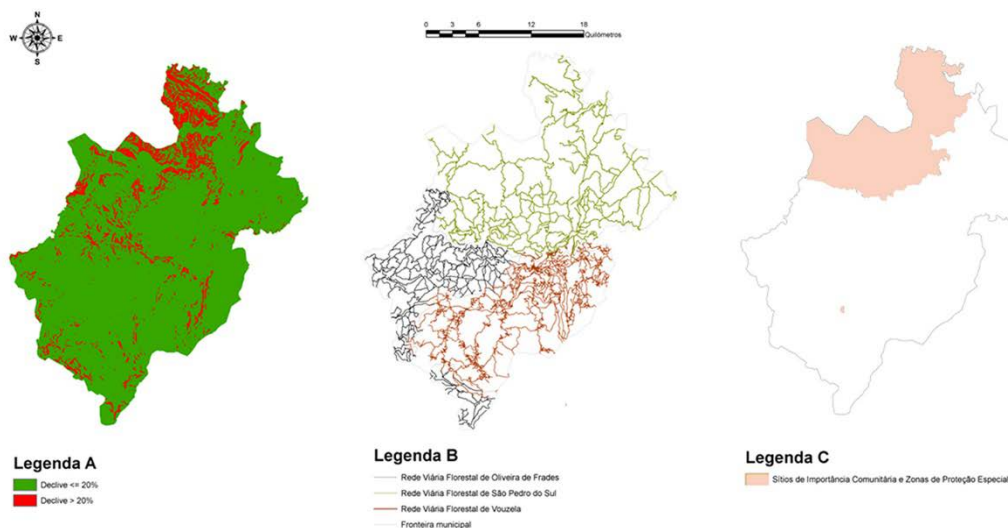 N
W E
S
0 3 6 12 18
Quilómetros
Legenda A
Declive <= 20%
Declive > 20%
Legenda B
Rede Viária Florestal de Oliveira de Frades
Rede Viária Florestal de São Pedro do Sul
Rede Viária Florestal de Vouzela
Fronteira municipal
Legenda C
Sítios de Importância Comunitária e Zonas de Proteção Especial